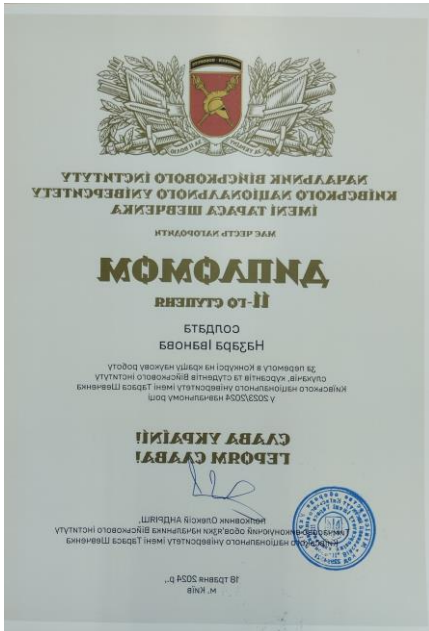 НАЧАЛЬНИК ВІЙСЬКОВОГО ІНСТИТУТУ
КИЇВСЬКОГО НАЦІОНАЛЬНОГО УНІВЕРСИТЕТУ
ІМЕНІ ТАРАСА ШЕВЧЕНКА
МАЄ ЧЕСТЬ НАГОРОДИТИ
ДИПЛОМОМ
II-ГО СТУПЕНЯ
солдата
Назара Іванова
за перемогу в Конкурсі на кращу наукову роботу
слухачів, курсантів та студентів Військового інституту
Київського національного університету імені Тараса Шевченка
у 2023/2024 навчальному році
СЛАВА УКРАЇНІ!
ГЕРОЯМ СЛАВА!
полковник Олексій АНДРІЯШ,
Тимчасово виконуючий обов'язки начальник Військового інституту
Київського національного університету імені Тараса Шевченка
18 травня 2024 р.,
м. Київ